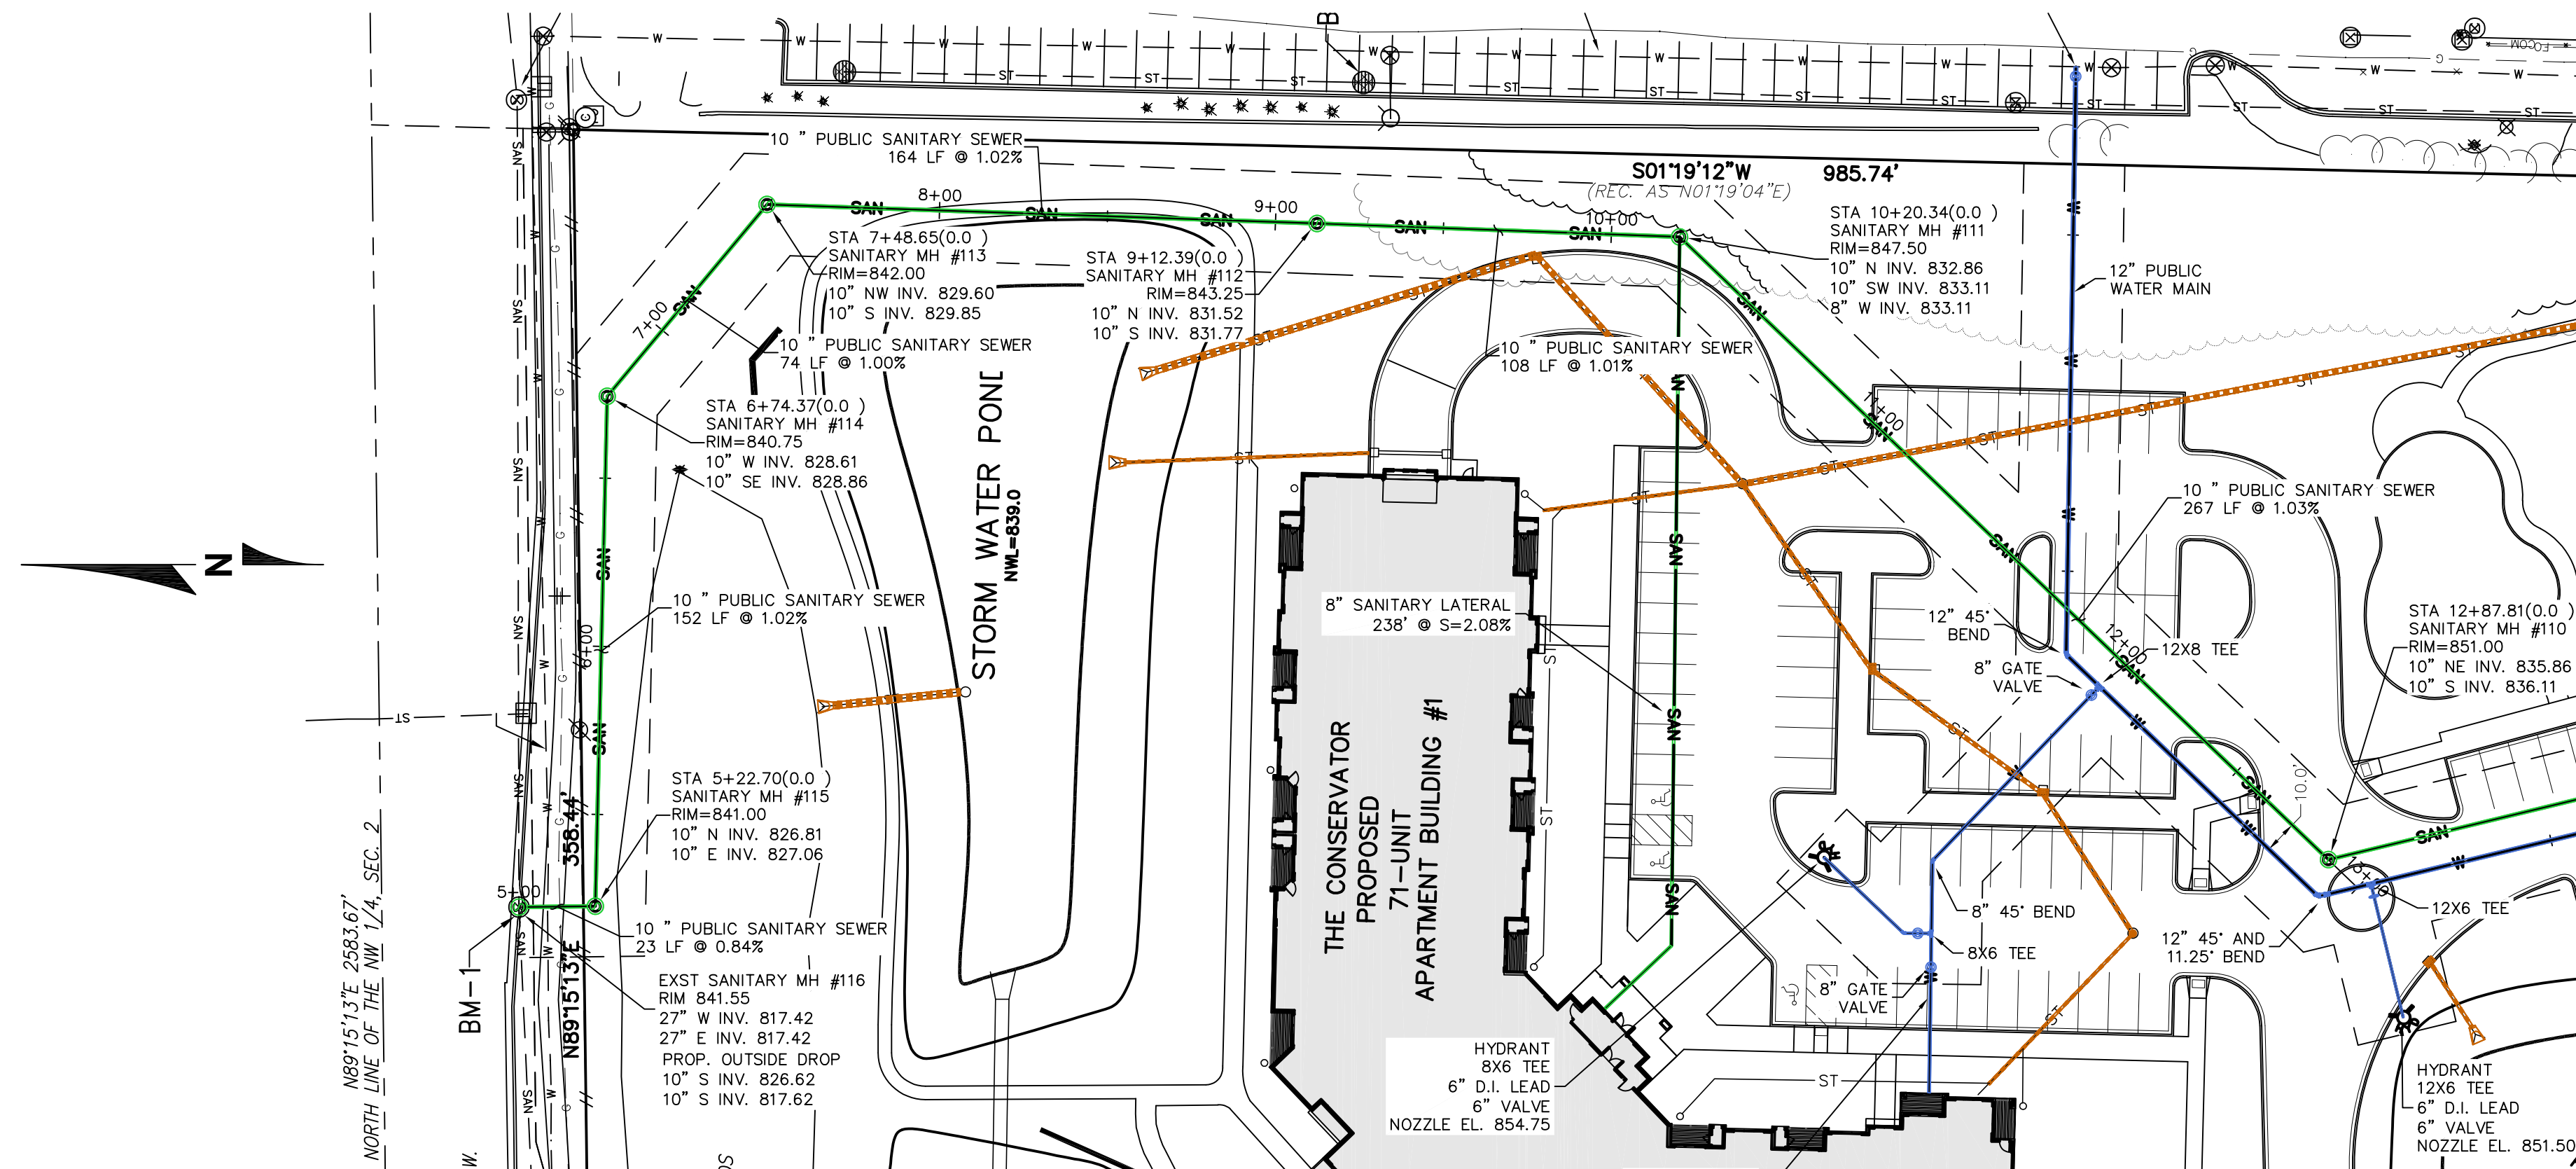 10 " PUBLIC SANITARY SEWER
164 LF @ 1.02%
S01°19'12"W 985.74'
(REC. AS N01°19'04"E)
8+00
9+00
10+00
STA 7+48.65(0.0 )
SANITARY MH #113
RIM=842.00
10" NW INV. 829.60
10" S INV. 829.85
STA 9+12.39(0.0 )
SANITARY MH #112
RIM=843.25
10" N INV. 831.52
10" S INV. 831.77
STA 10+20.34(0.0 )
SANITARY MH #111
RIM=847.50
10" N INV. 832.86
10" SW INV. 833.11
8" W INV. 833.11
12" PUBLIC
WATER MAIN
7+00
10 " PUBLIC SANITARY SEWER
74 LF @ 1.00%
10 " PUBLIC SANITARY SEWER
108 LF @ 1.01%
STA 6+74.37(0.0 )
SANITARY MH #114
RIM=840.75
10" W INV. 828.61
10" SE INV. 828.86
STORM WATER POND
NWL=839.0
11+00
10 " PUBLIC SANITARY SEWER
267 LF @ 1.03%
N
10 " PUBLIC SANITARY SEWER
152 LF @ 1.02%
6+00
8" SANITARY LATERAL
238' @ S=2.08%
12" 45°
BEND
12+00
12X8 TEE
8" GATE
VALVE
STA 12+87.81(0.0 )
SANITARY MH #110
RIM=851.00
10" NE INV. 835.86
10" S INV. 836.11
THE CONSERVATOR
PROPOSED
71-UNIT
APARTMENT BUILDING #1
STA 5+22.70(0.0 )
SANITARY MH #115
RIM=841.00
10" N INV. 826.81
10" E INV. 827.06
10.0'
13+00
5+00
10 " PUBLIC SANITARY SEWER
23 LF @ 0.84%
8" 45° BEND
8X6 TEE
8" GATE
VALVE
12X6 TEE
12" 45° AND
11.25° BEND
BM-1
N89°15'13"E
358.44'
N89°15'13"E 2583.67'
NORTH LINE OF THE NW 1/4, SEC. 2
EXST SANITARY MH #116
RIM 841.55
27" W INV. 817.42
27" E INV. 817.42
PROP. OUTSIDE DROP
10" S INV. 826.62
10" S INV. 817.62
HYDRANT
8X6 TEE
6" D.I. LEAD
6" VALVE
NOZZLE EL. 854.75
HYDRANT
12X6 TEE
6" D.I. LEAD
6" VALVE
NOZZLE EL. 851.50
SAN
ST
W
G